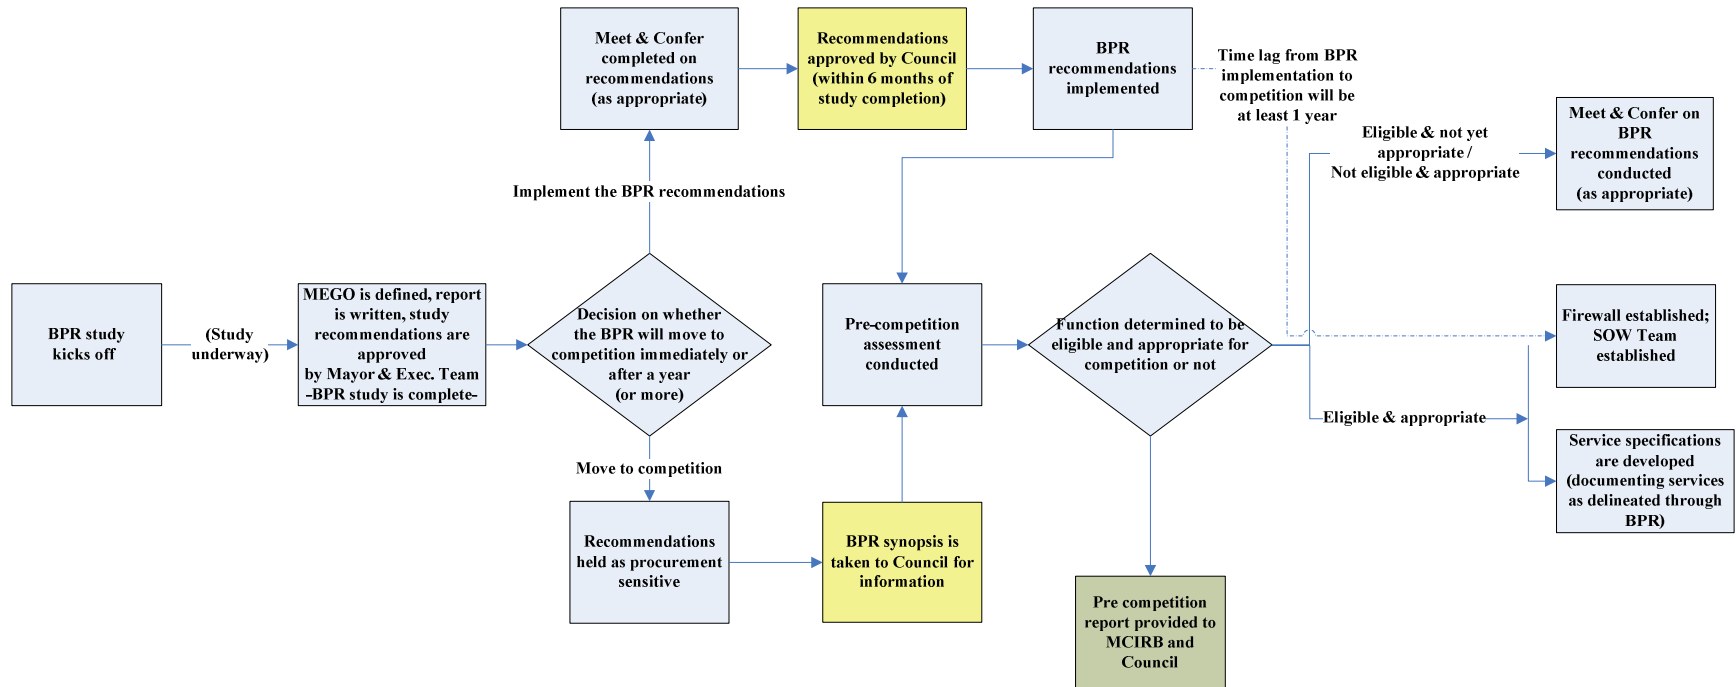 BPR study
kicks off
(Study
underway)
MEGO is defined, report
is written, study
recommendations are
approved
by Mayor & Exec. Team
-BPR study is complete-
Decision on whether
the BPR will move to
competition immediately or
after a year
(or more)
Implement the BPR recommendations
Meet & Confer
completed on
recommendations
(as appropriate)
Recommendations
approved by Council
(within 6 months of
study completion)
BPR
recommendations
implemented
Time lag from BPR
implementation to
competition will be
at least 1 year
Move to competition
Recommendations
held as procurement
sensitive
BPR synopsis is
taken to Council for
information
Pre-competition
assessment
conducted
Function determined to be
eligible and appropriate for
competition or not
Pre competition
report provided to
MCIRB and
Council
Eligible & not yet
appropriate /
Not eligible & appropriate
Meet & Confer on
BPR
recommendations
conducted
(as appropriate)
Eligible & appropriate
Firewall established;
SOW Team
established
Service specifications
are developed
(documenting services
as delineated through
BPR)